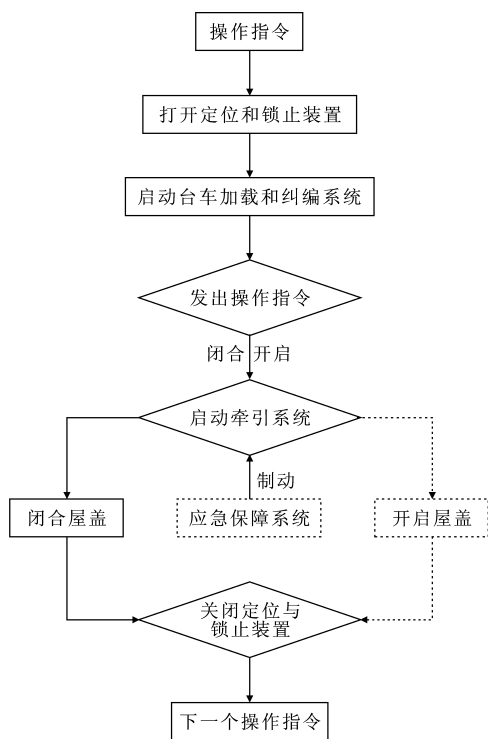 操作指令
打开定位和锁止装置
启动台车加载和纠编系统
发出操作指令
闭合 开启
启动牵引系统
制动
闭合屋盖
应急保障系统
开启屋盖
关闭定位与
锁止装置
下一个操作指令